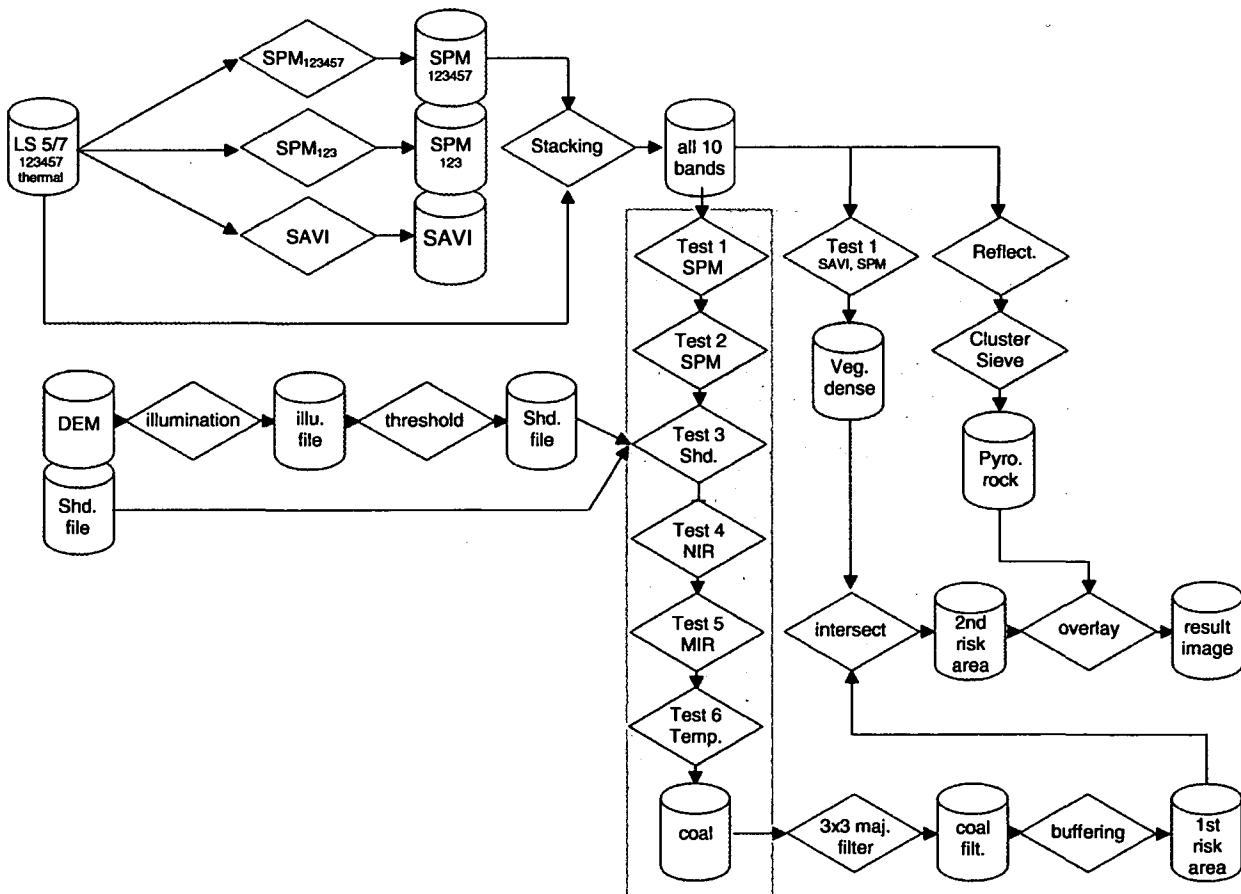 SPM123457
SPM
123457
LS 5/7
123457
thermal
SPM123
SPM
123
Stacking
all 10
bands
SAVI
SAVI
Test 1
SPM
Test 1
SAVI, SPM
Reflect.
Test 2
SPM
Veg.
dense
Cluster
Sieve
DEM
illumination
illu.
file
threshold
Shd.
file
Test 3
Shd.
Shd.
file
Pyro.
rock
Test 4
NIR
Test 5
MIR
intersect
2nd
risk
area
overlay
result
image
Test 6
Temp.
coal
3x3 maj.
filter
coal
filt.
buffering
1st
risk
area